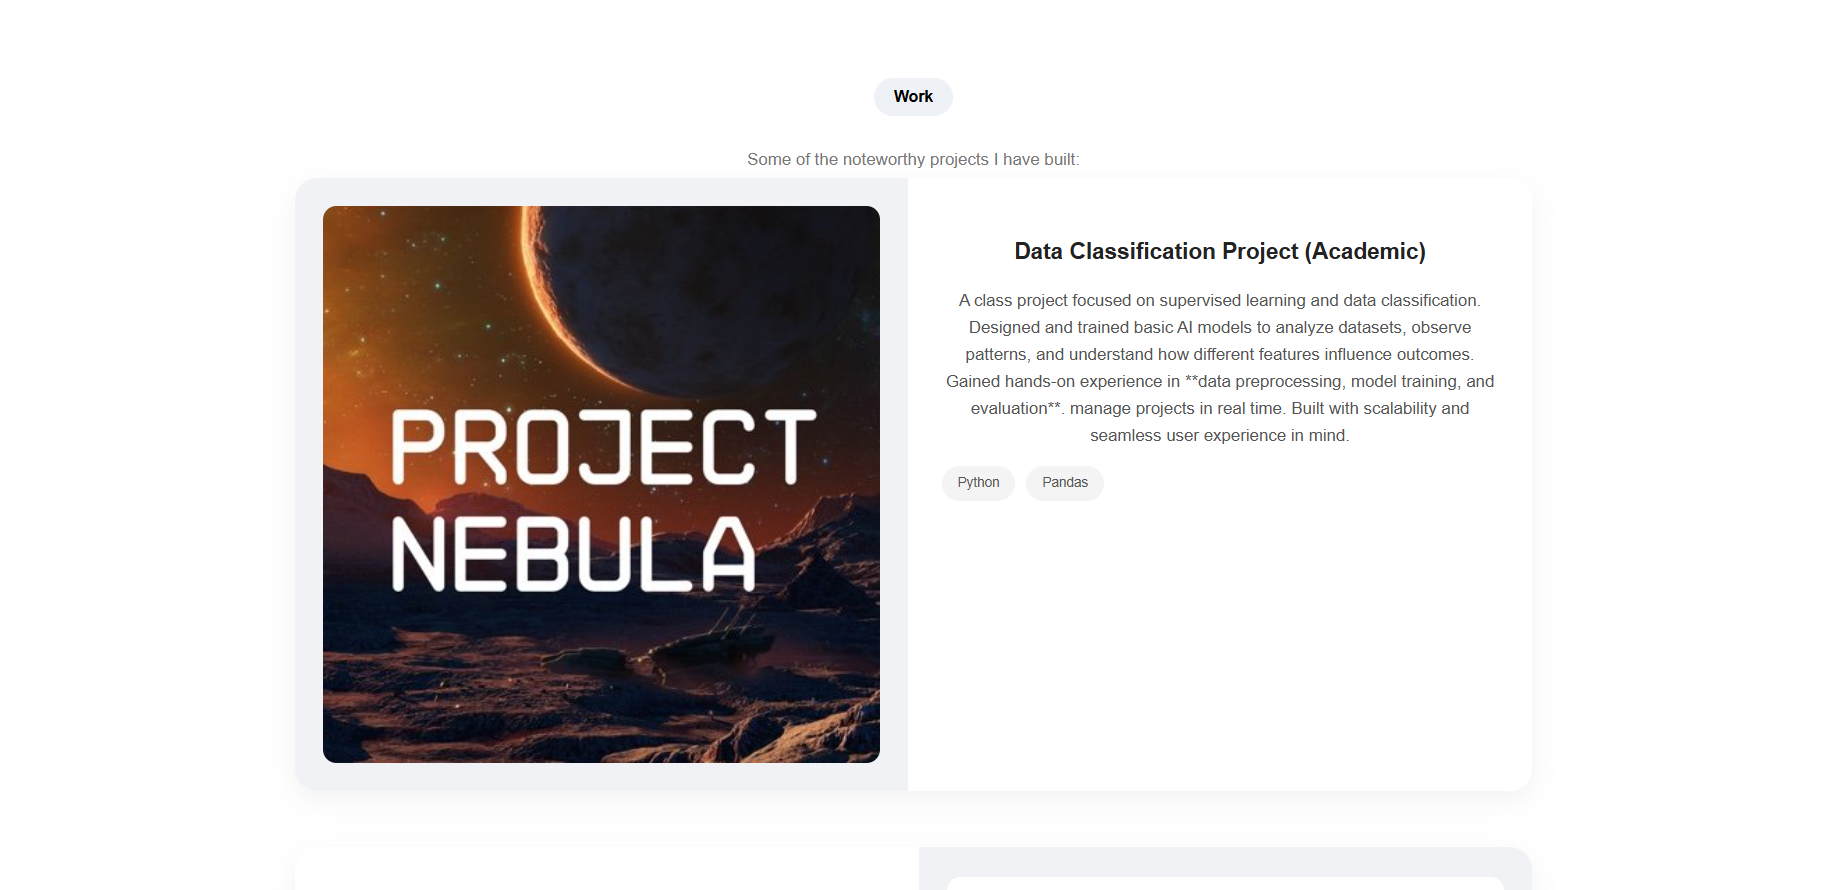 Work
Some of the noteworthy projects I have built:
PROJECT
NEBULA
Data Classification Project (Academic)
A class project focused on supervised learning and data classification.
Designed and trained basic AI models to analyze datasets, observe
patterns, and understand how different features influence outcomes.
Gained hands-on experience in **data preprocessing, model training, and
evaluation**. manage projects in real time. Built with scalability and
seamless user experience in mind.
Python
Pandas